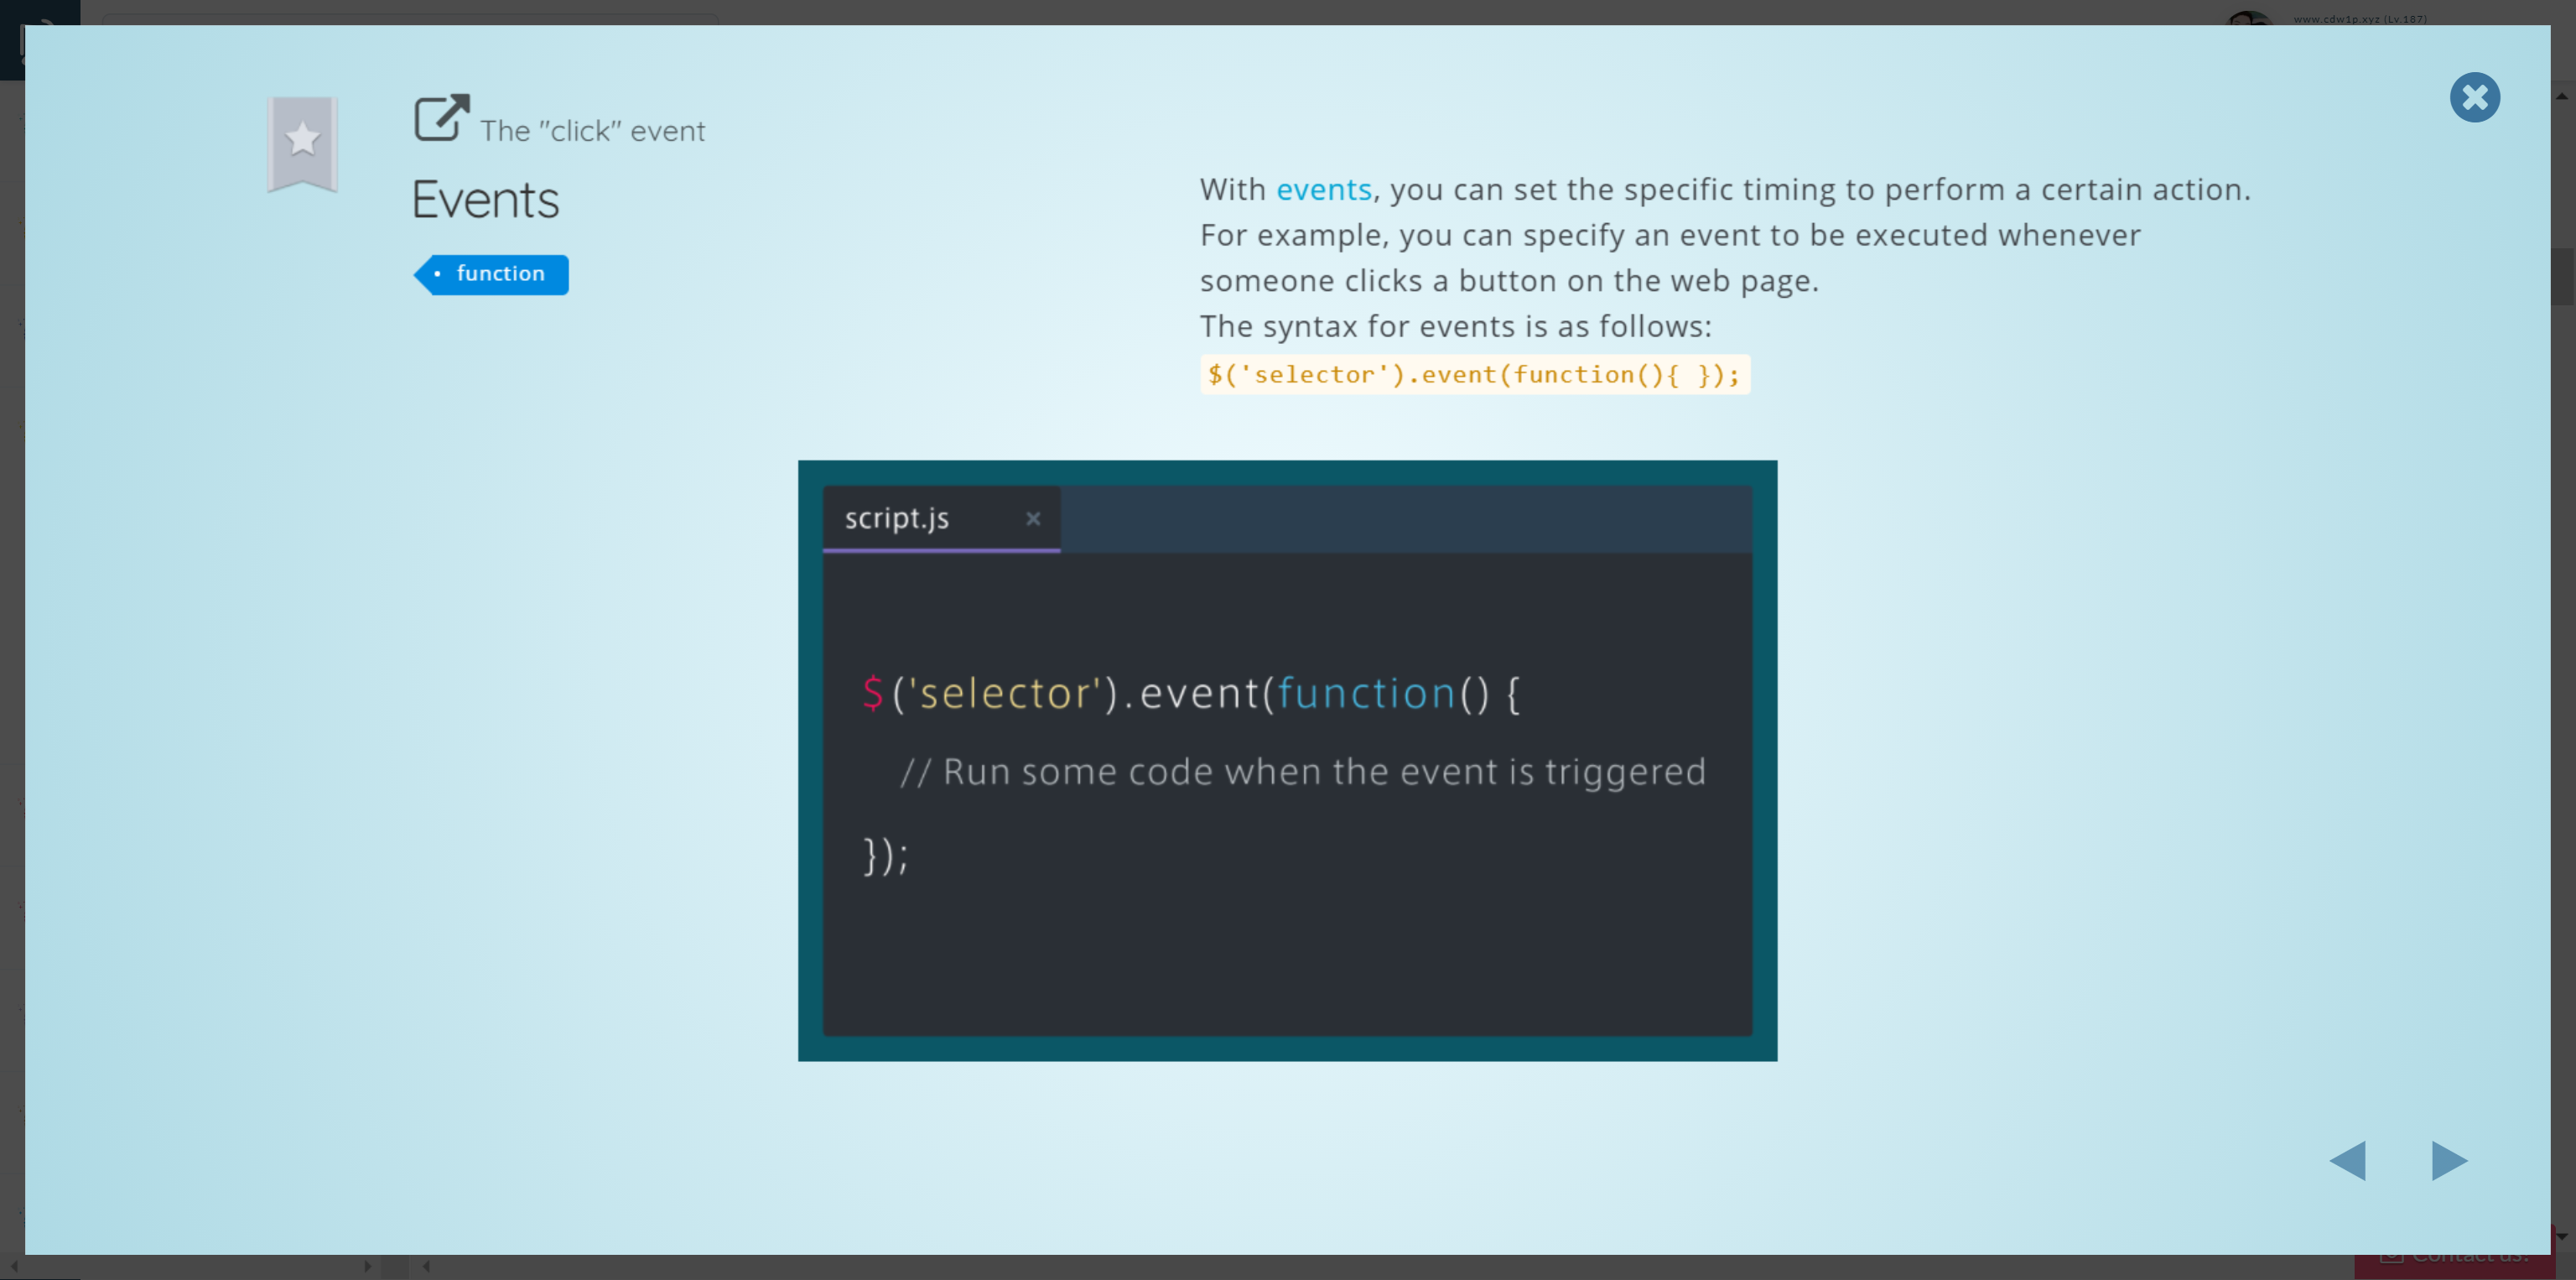 www.cdw1p.xyz (Lv.187)
The "click" event
Events
• function
With events, you can set the specific timing to perform a certain action.
For example, you can specify an event to be executed whenever
someone clicks a button on the web page.
The syntax for events is as follows:
$('selector').event(function(){ });
script.js ×
$('selector').event(function() {
// Run some code when the event is triggered
});
Contact us!